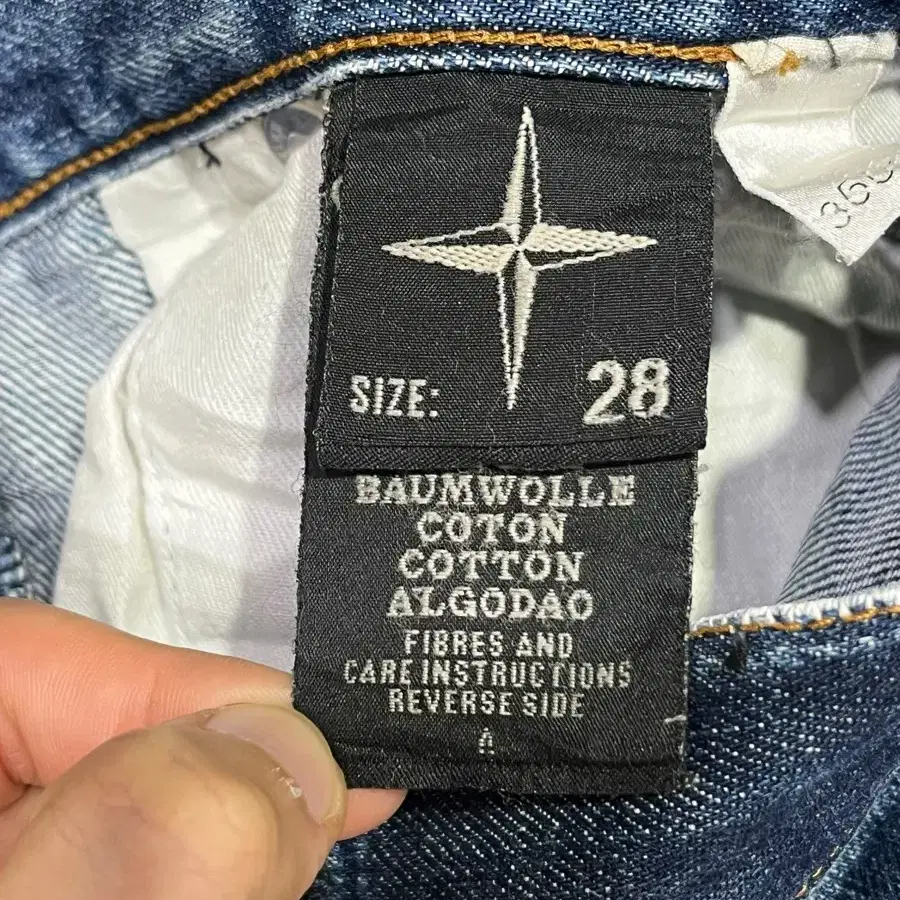 SIZE: 28
BAUMWOLLE
COTON
COTTON
ALGODAO
FIBRES AND
CARE INSTRUCTIONS
REVERSE SIDE
A